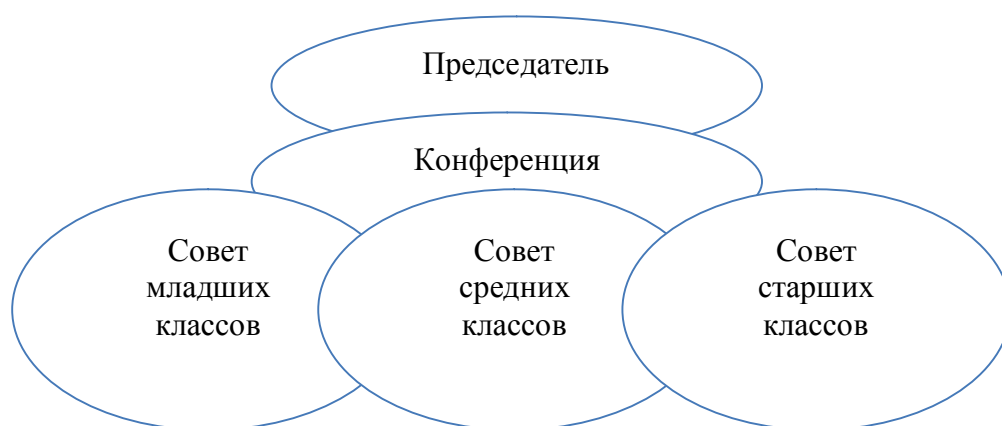 Председатель
Конференция
Совет
младших
классов
Совет
средних
классов
Совет
старших
классов